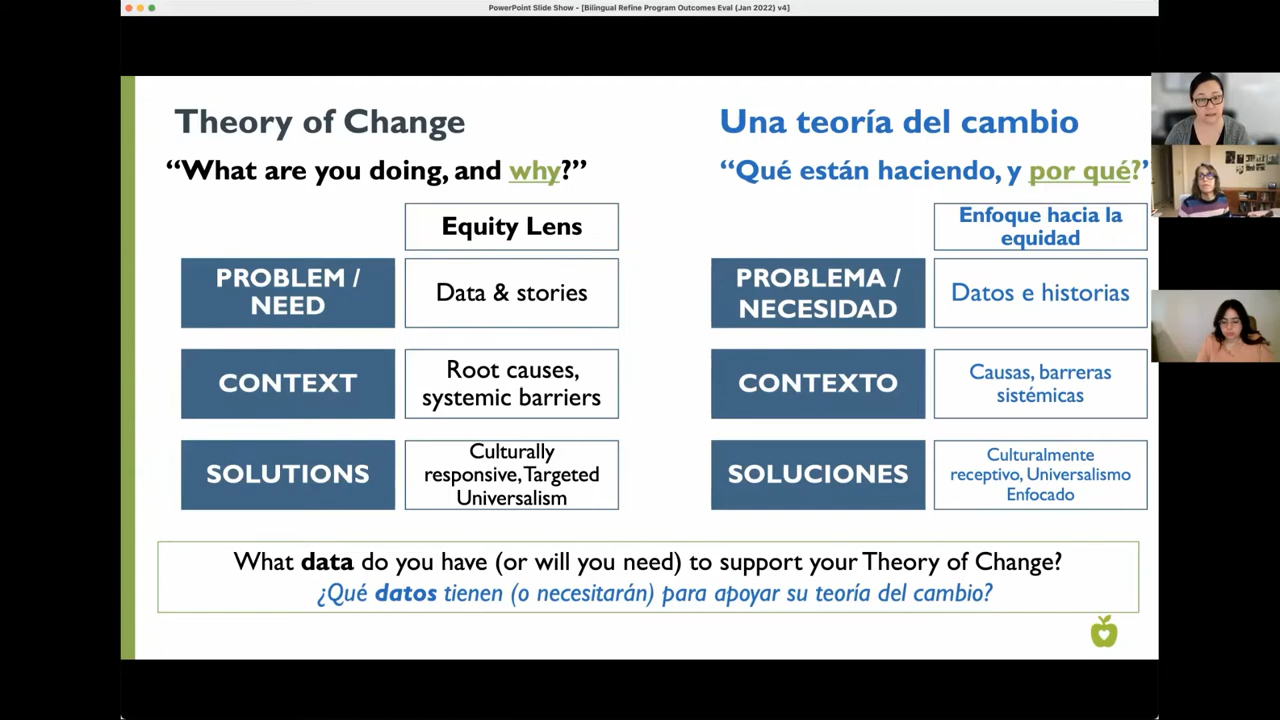 PowerPoint Slide Show - [Bilingual Refine Program Outcomes Eval (Jan 2022) v4]
Theory of Change
“What are you doing, and why?”
Equity Lens
PROBLEM /
NEED
Data & stories
CONTEXT
Root causes,
systemic barriers
SOLUTIONS
Culturally
responsive, Targeted
Universalism
Una teoría del cambio
“Qué están haciendo, y por qué?”
Enfoque hacia la
equidad
PROBLEMA /
NECESIDAD
Datos e historias
CONTEXTO
Causas, barreras
sistémicas
SOLUCIONES
Culturalmente
receptivo, Universalismo
Enfocado
What data do you have (or will you need) to support your Theory of Change?
¿Qué datos tienen (o necesitarán) para apoyar su teoría del cambio?